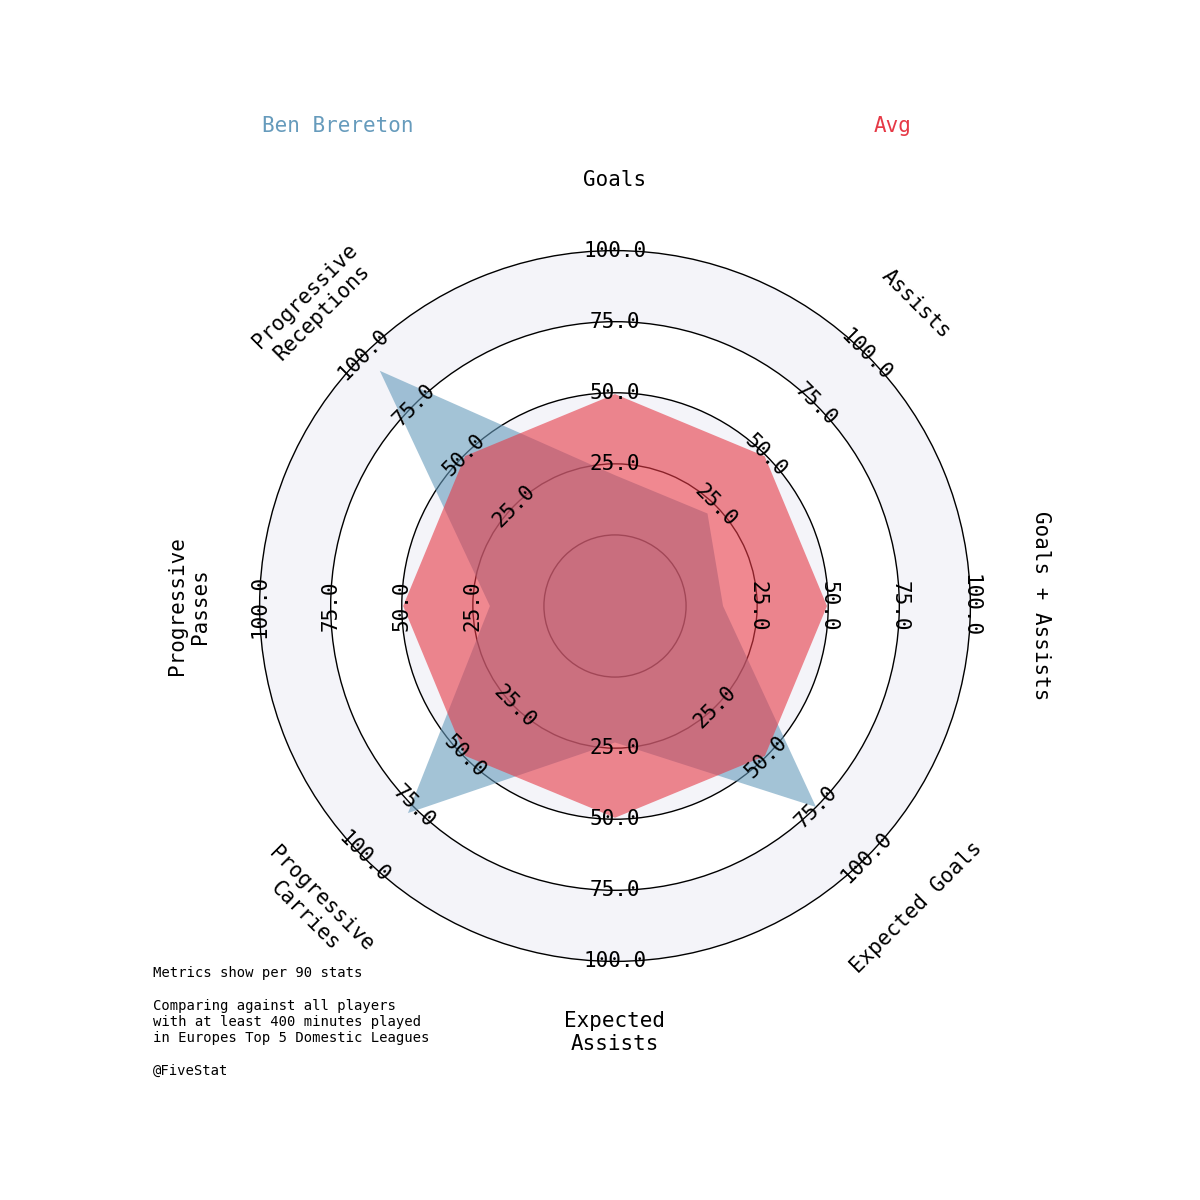 Ben Brereton
Avg
Goals
Assists
Goals + Assists
Expected Goals
Expected
Assists
Progressive
Carries
Progressive
Passes
Progressive
Receptions
25.0
50.0
75.0
100.0
25.0
50.0
75.0
100.0
25.0
50.0
75.0
100.0
25.0
50.0
75.0
100.0
25.0
50.0
75.0
100.0
25.0
50.0
75.0
100.0
25.0
50.0
75.0
100.0
25.0
50.0
75.0
100.0
Metrics show per 90 stats
Comparing against all players
with at least 400 minutes played
in Europes Top 5 Domestic Leagues
@FiveStat